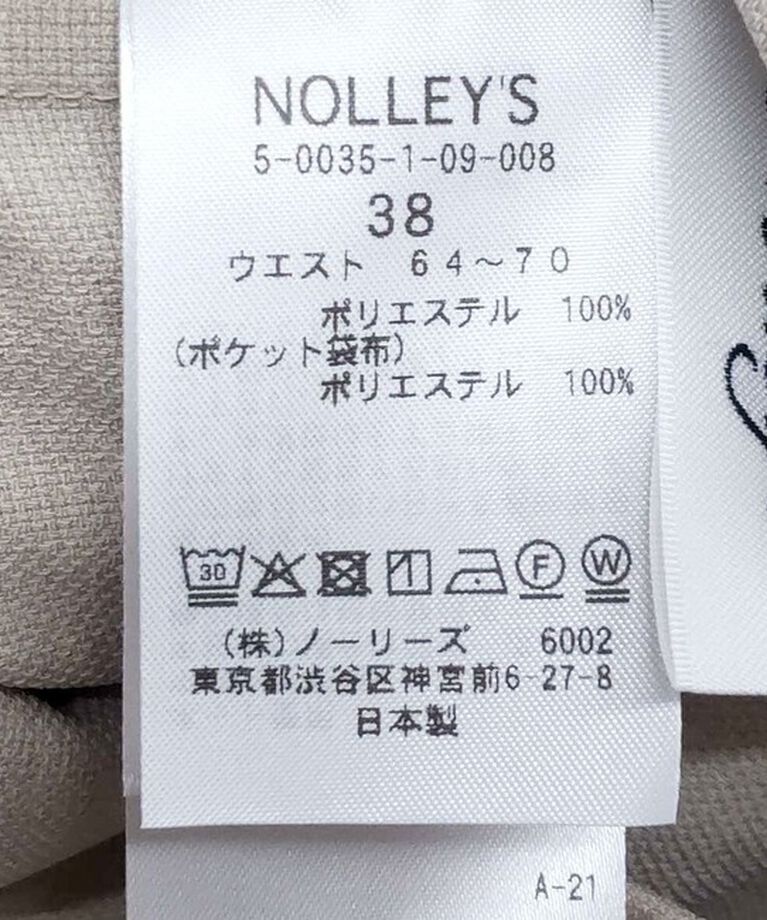 NOLLEY'S
5-0035-1-09-008
38
ウエスト 64～70
ポリエステル 100%
(ポケット袋布)
ポリエステル 100%
30 F W
(株)ノーリーズ 6002
東京都渋谷区神宮前6-27-8
日本製
A-21